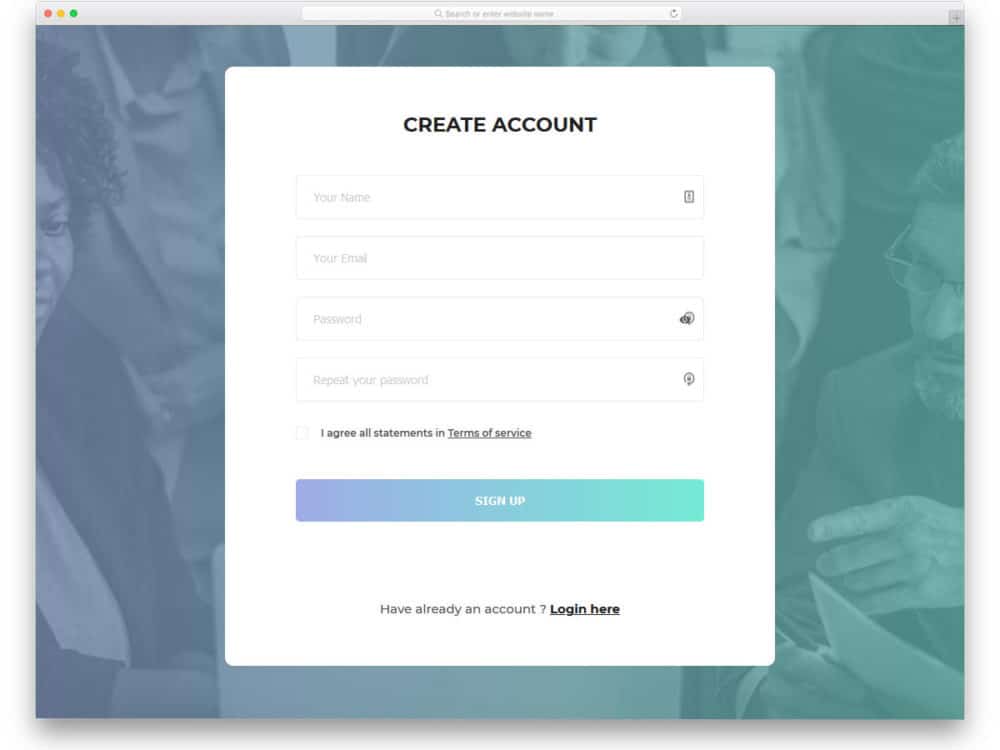 Search or enter website name
CREATE ACCOUNT
Your Name
Your Email
Password
Repeat your password
I agree all statements in Terms of service
SIGN UP
Have already an account ? Login here